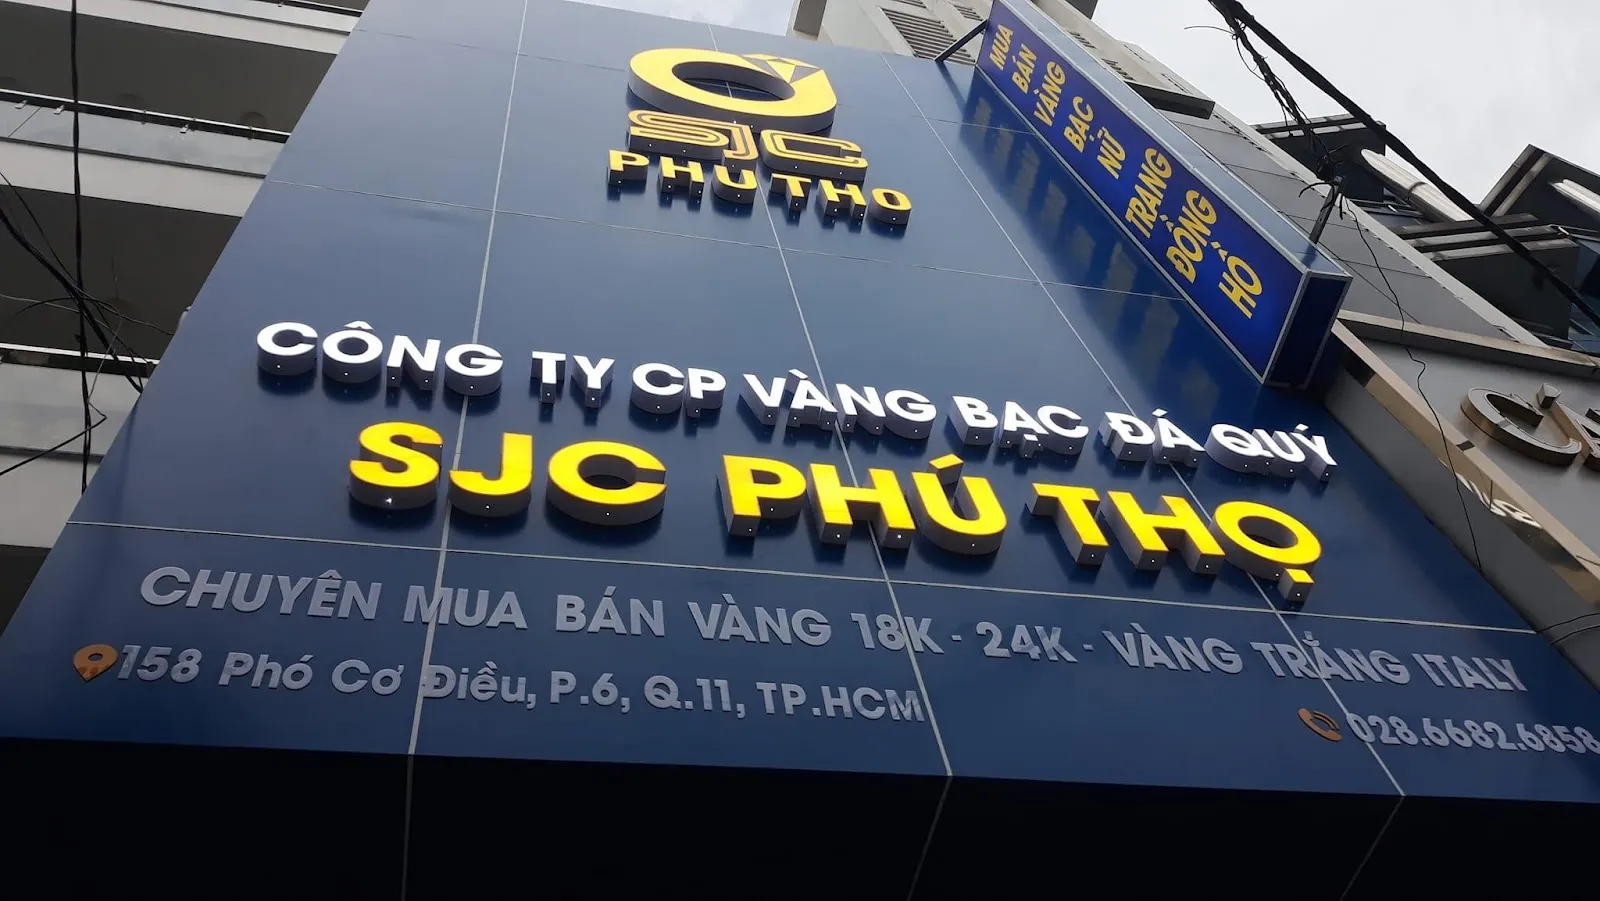 SJC
PHU THO
MUA
BÁN
VÀNG
BẠC
NỮ
TRANG
ĐỒNG
HỒ
CÔNG TY CP VÀNG BẠC ĐÁ QUÝ
SJC PHÚ THỌ
CHUYÊN MUA BÁN VÀNG 18K - 24K - VÀNG TRẮNG ITALY
158 Phó Cơ Điều, P.6, Q.11, TP.HCM
028.6682.6858